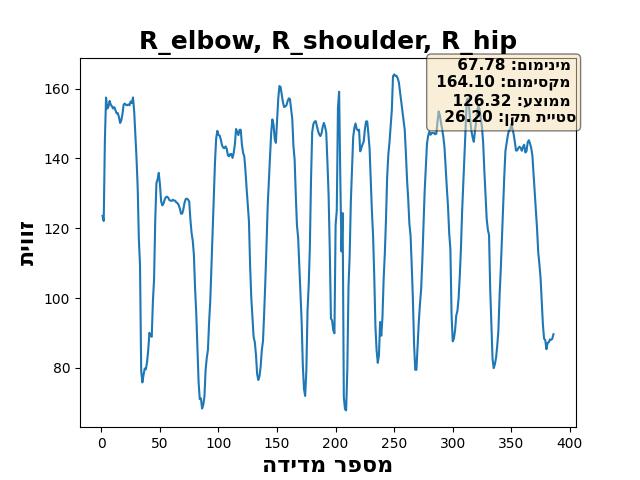 R_elbow, R_shoulder, R_hip
מינימום: 67.78
מקסימום: 164.10
ממוצע: 126.32
סטיית תקן: 26.20
160
140
120
100
80
זווית
0 50 100 150 200 250 300 350 400
מספר מדידה